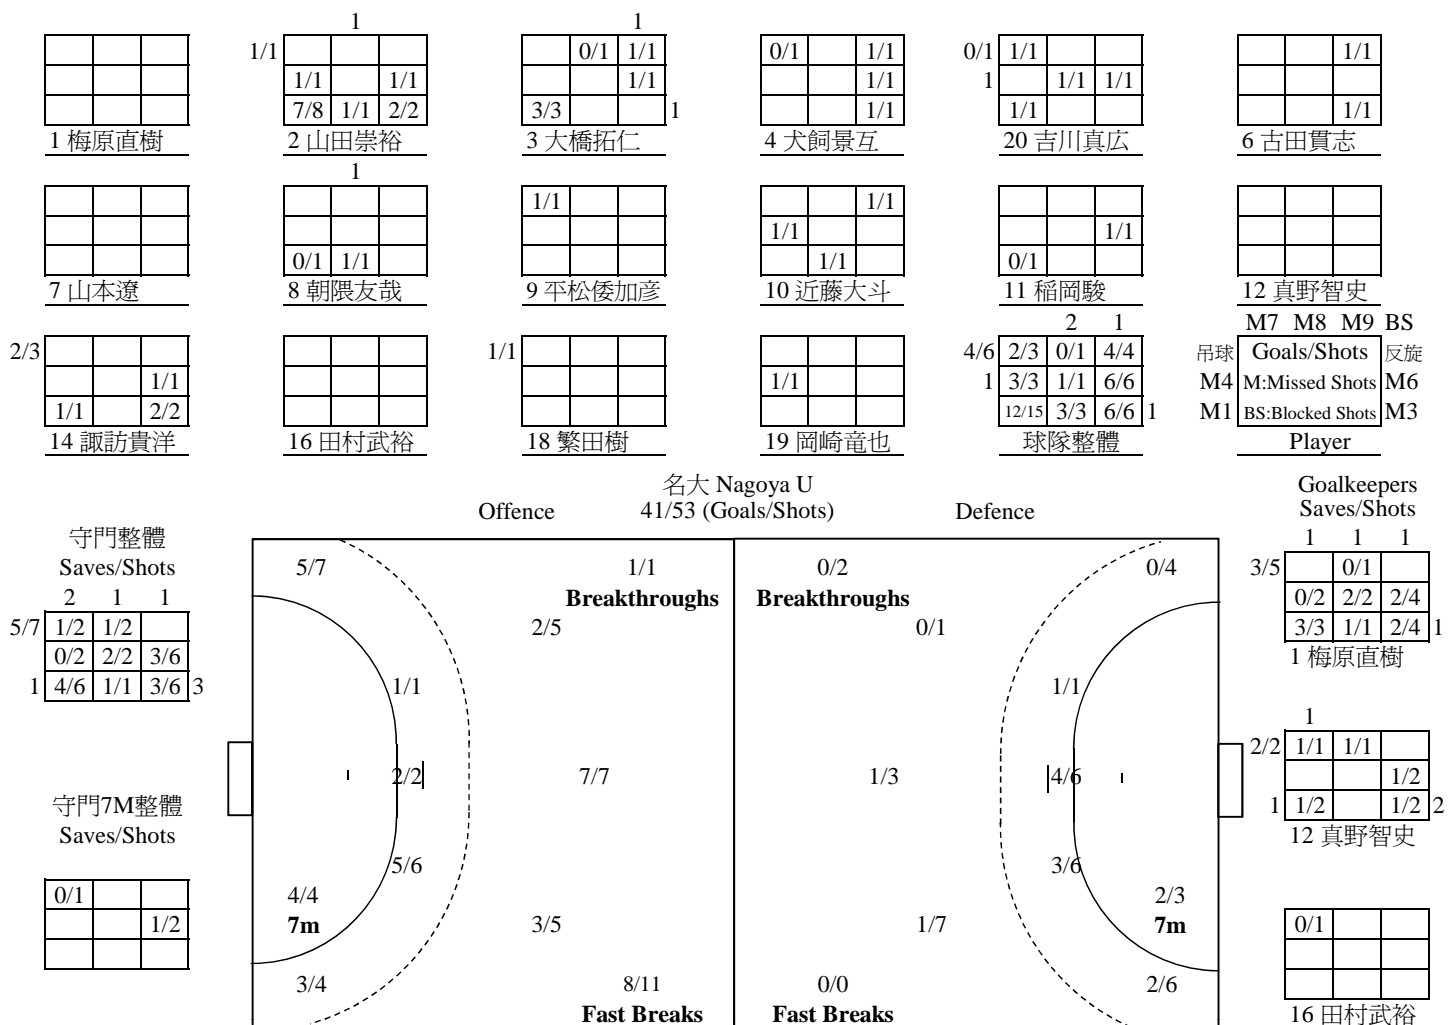 1 1
1/1 0/1 1/1 0/1 1/1 0/1 1/1 1/1
1/1 1/1 1/1 1/1 1 1/1 1/1
7/8 1/1 2/2 3/3 1 1/1 1/1 1/1
1 梅原直樹 2 山田崇裕 3 大橋拓仁 4 犬飼景互 20 吉川真広 6 古田貫志
1
1/1 1/1
1/1 1/1
0/1 1/1 1/1 0/1
7 山本遼 8 朝隈友哉 9 平松倭加彦 10 近藤大斗 11 稲岡駿 12 真野智史
2 1 M7 M8 M9 BS
2/3 1/1 4/6 2/3 0/1 4/4 吊球 Goals/Shots 反旋
1/1 1/1 1 3/3 1/1 6/6 M4 M:Missed Shots M6
1/1 2/2 12/15 3/3 6/6 1 M1 BS:Blocked Shots M3
14 諏訪貴洋 16 田村武裕 18 繁田樹 19 岡崎竜也 球隊整體 Player
名大 Nagoya U
Offence 41/53 (Goals/Shots) Defence
Goalkeepers
Saves/Shots
守門整體
Saves/Shots
2 1 1
5/7 1/2 1/2
0/2 2/2 3/6
1 4/6 1/1 3/6 3
守門7M整體
Saves/Shots
0/1
1/2
5/7 1/1
Breakthroughs
2/5
1/1
2/2 7/7
5/6
4/4
7m
3/5
3/4 8/11
Fast Breaks
0/2 0/4
Breakthroughs
0/1
1/1
1/3 4/6
3/6
2/3
7m
1/7
0/0 2/6
Fast Breaks
1 1 1
3/5 0/1
0/2 2/2 2/4
3/3 1/1 2/4 1
1 梅原直樹
1
2/2 1/1 1/1
1/2
1 1/2 1/2 2
12 真野智史
0/1
16 田村武裕